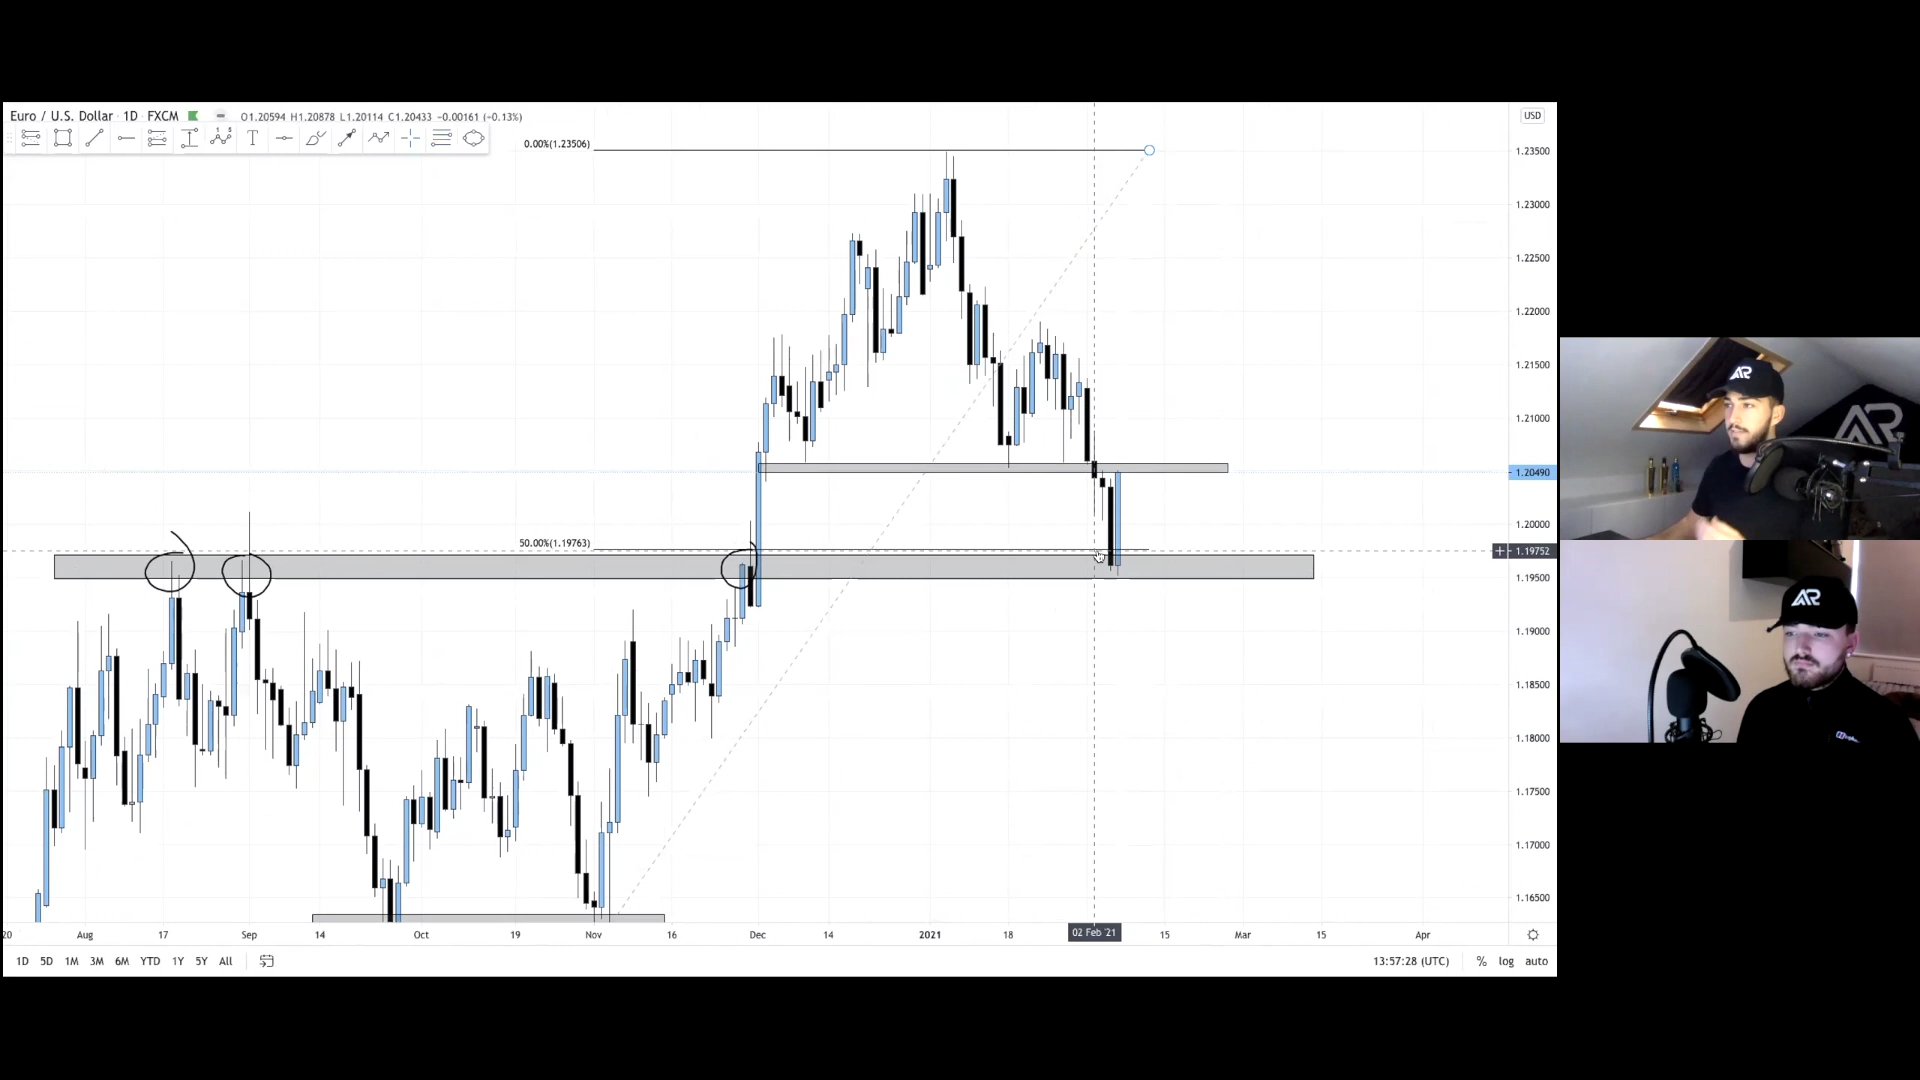 Euro / U.S. Dollar · 1D · FXCM O1.20594 H1.20878 L1.20114 C1.20433 −0.00161 (−0.13%)
USD
T
0.00%(1.23506)
1.23500
1.23000
1.22500
1.22000
1.21500
1.21000
1.20490
1.20000
50.00%(1.19763)
1.19752
1.19500
1.19000
1.18500
1.18000
1.17500
1.17000
1.16500
20 Aug 17 Sep 14 Oct 19 Nov 16 Dec 14 2021 18 02 Feb '21 15 Mar 15 Apr
1D 5D 1M 3M 6M YTD 1Y 5Y All 13:57:28 (UTC) % log auto
AR
AR
AR